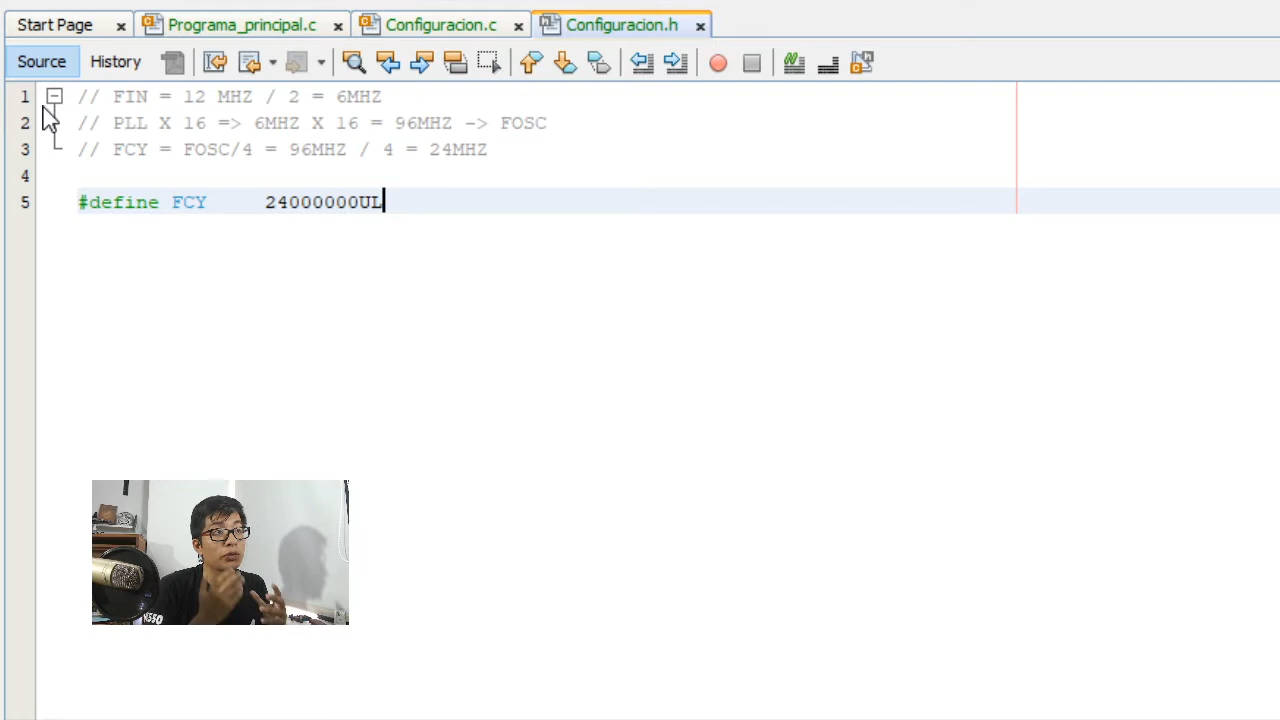 Start Page
Programa_principal.c
Configuracion.c
Configuracion.h
Source
History
1 // FIN = 12 MHZ / 2 = 6MHZ
2 // PLL X 16 => 6MHZ X 16 = 96MHZ -> FOSC
3 // FCY = FOSC/4 = 96MHZ / 4 = 24MHZ
4
5 #define FCY 24000000UL